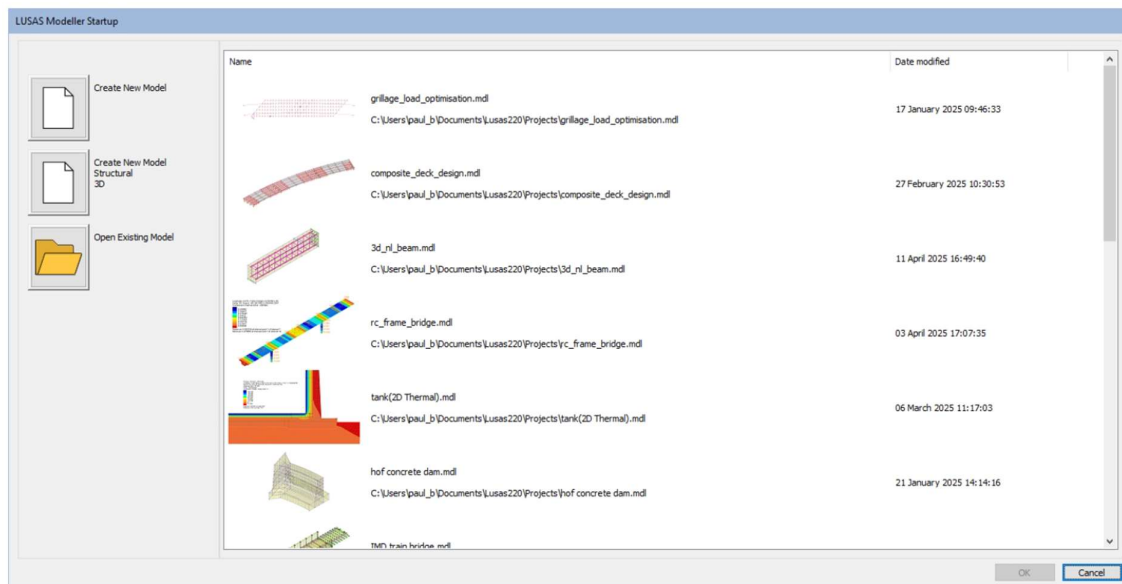 LUSAS Modeller Startup
Create New Model
Create New Model
Structural
3D
Open Existing Model
Name
Date modified
grillage_load_optimisation.mdl
C:\Users\paul_b\Documents\Lusas220\Projects\grillage_load_optimisation.mdl
17 January 2025 09:46:33
composite_deck_design.mdl
C:\Users\paul_b\Documents\Lusas220\Projects\composite_deck_design.mdl
27 February 2025 10:30:53
3d_nl_beam.mdl
C:\Users\paul_b\Documents\Lusas220\Projects\3d_nl_beam.mdl
11 April 2025 16:49:40
rc_frame_bridge.mdl
C:\Users\paul_b\Documents\Lusas220\Projects\rc_frame_bridge.mdl
03 April 2025 17:07:35
tank(2D Thermal).mdl
C:\Users\paul_b\Documents\Lusas220\Projects\tank(2D Thermal).mdl
06 March 2025 11:17:03
hof concrete dam.mdl
C:\Users\paul_b\Documents\Lusas220\Projects\hof concrete dam.mdl
21 January 2025 14:14:16
IMD train bridge.mdl
OK
Cancel